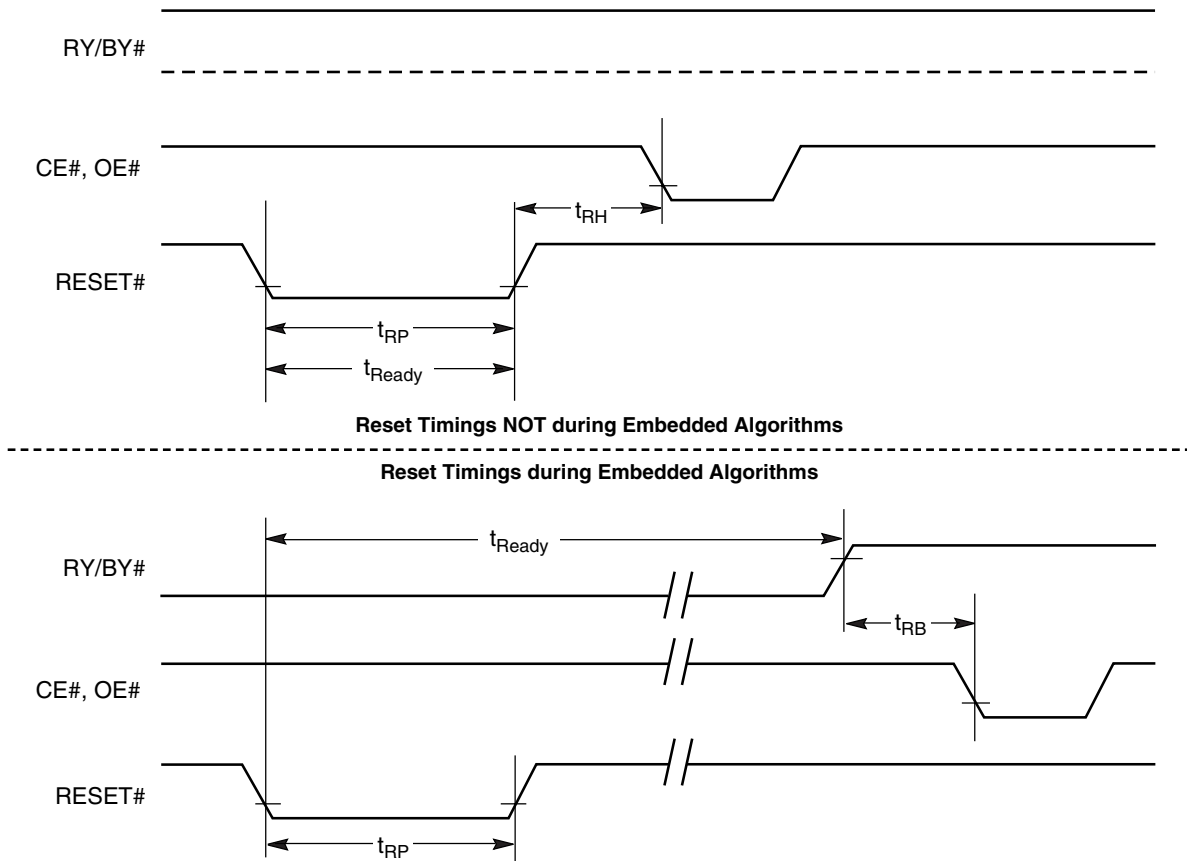 RY/BY#
CE#, OE#
tRH
RESET#
tRP
tReady
Reset Timings NOT during Embedded Algorithms
Reset Timings during Embedded Algorithms
tReady
RY/BY#
tRB
CE#, OE#
RESET#
tRP